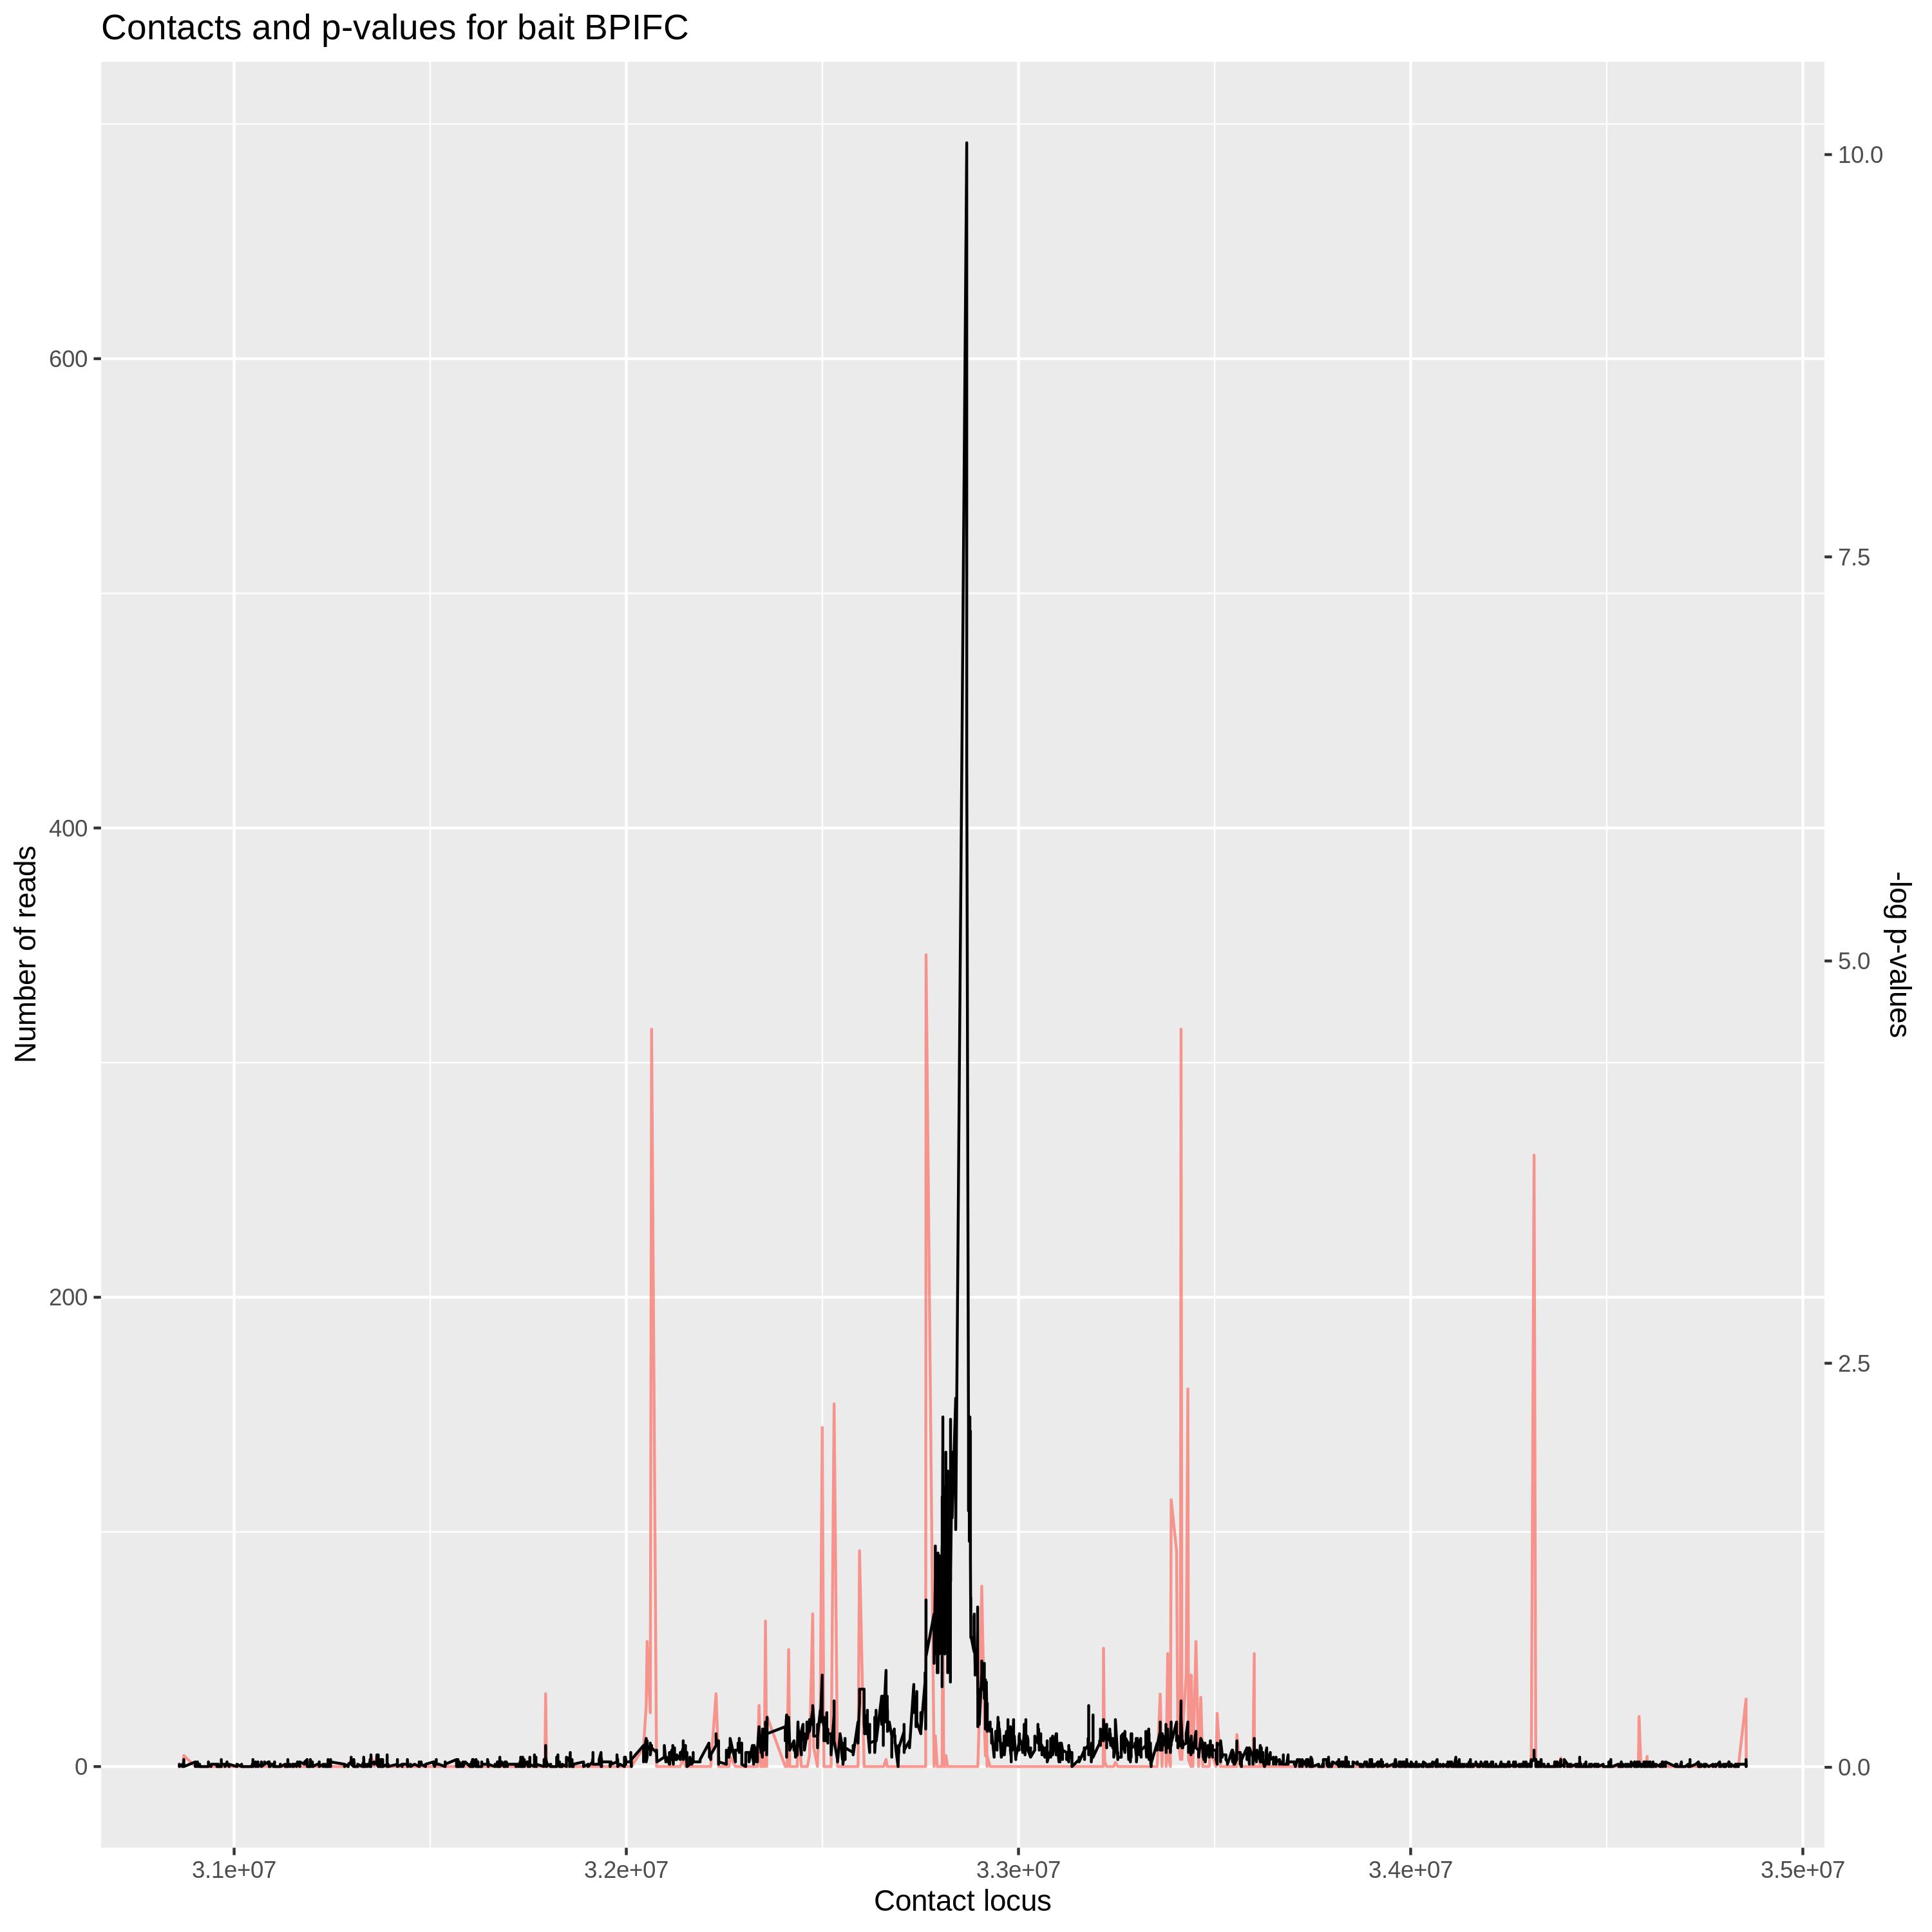 Contacts and p-values for bait BPIFC
600
400
200
0
Number of reads
10.0
7.5
5.0
2.5
0.0
-log p-values
3.1e+07
3.2e+07
3.3e+07
3.4e+07
3.5e+07
Contact locus